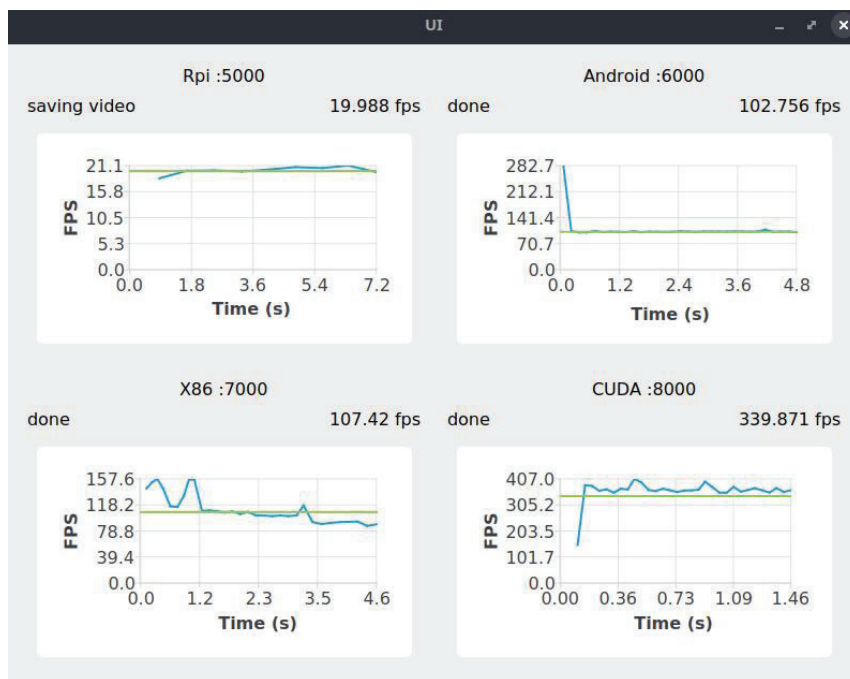 UI
Rpi :5000
saving video 19.988 fps
21.1
15.8
10.5
5.3
0.0
FPS
0.0 1.8 3.6 5.4 7.2
Time (s)
Android :6000
done 102.756 fps
282.7
212.1
141.4
70.7
0.0
FPS
0.0 1.2 2.4 3.6 4.8
Time (s)
X86 :7000
done 107.42 fps
157.6
118.2
78.8
39.4
0.0
FPS
0.0 1.2 2.3 3.5 4.6
Time (s)
CUDA :8000
done 339.871 fps
407.0
305.2
203.5
101.7
0.0
FPS
0.00 0.36 0.73 1.09 1.46
Time (s)